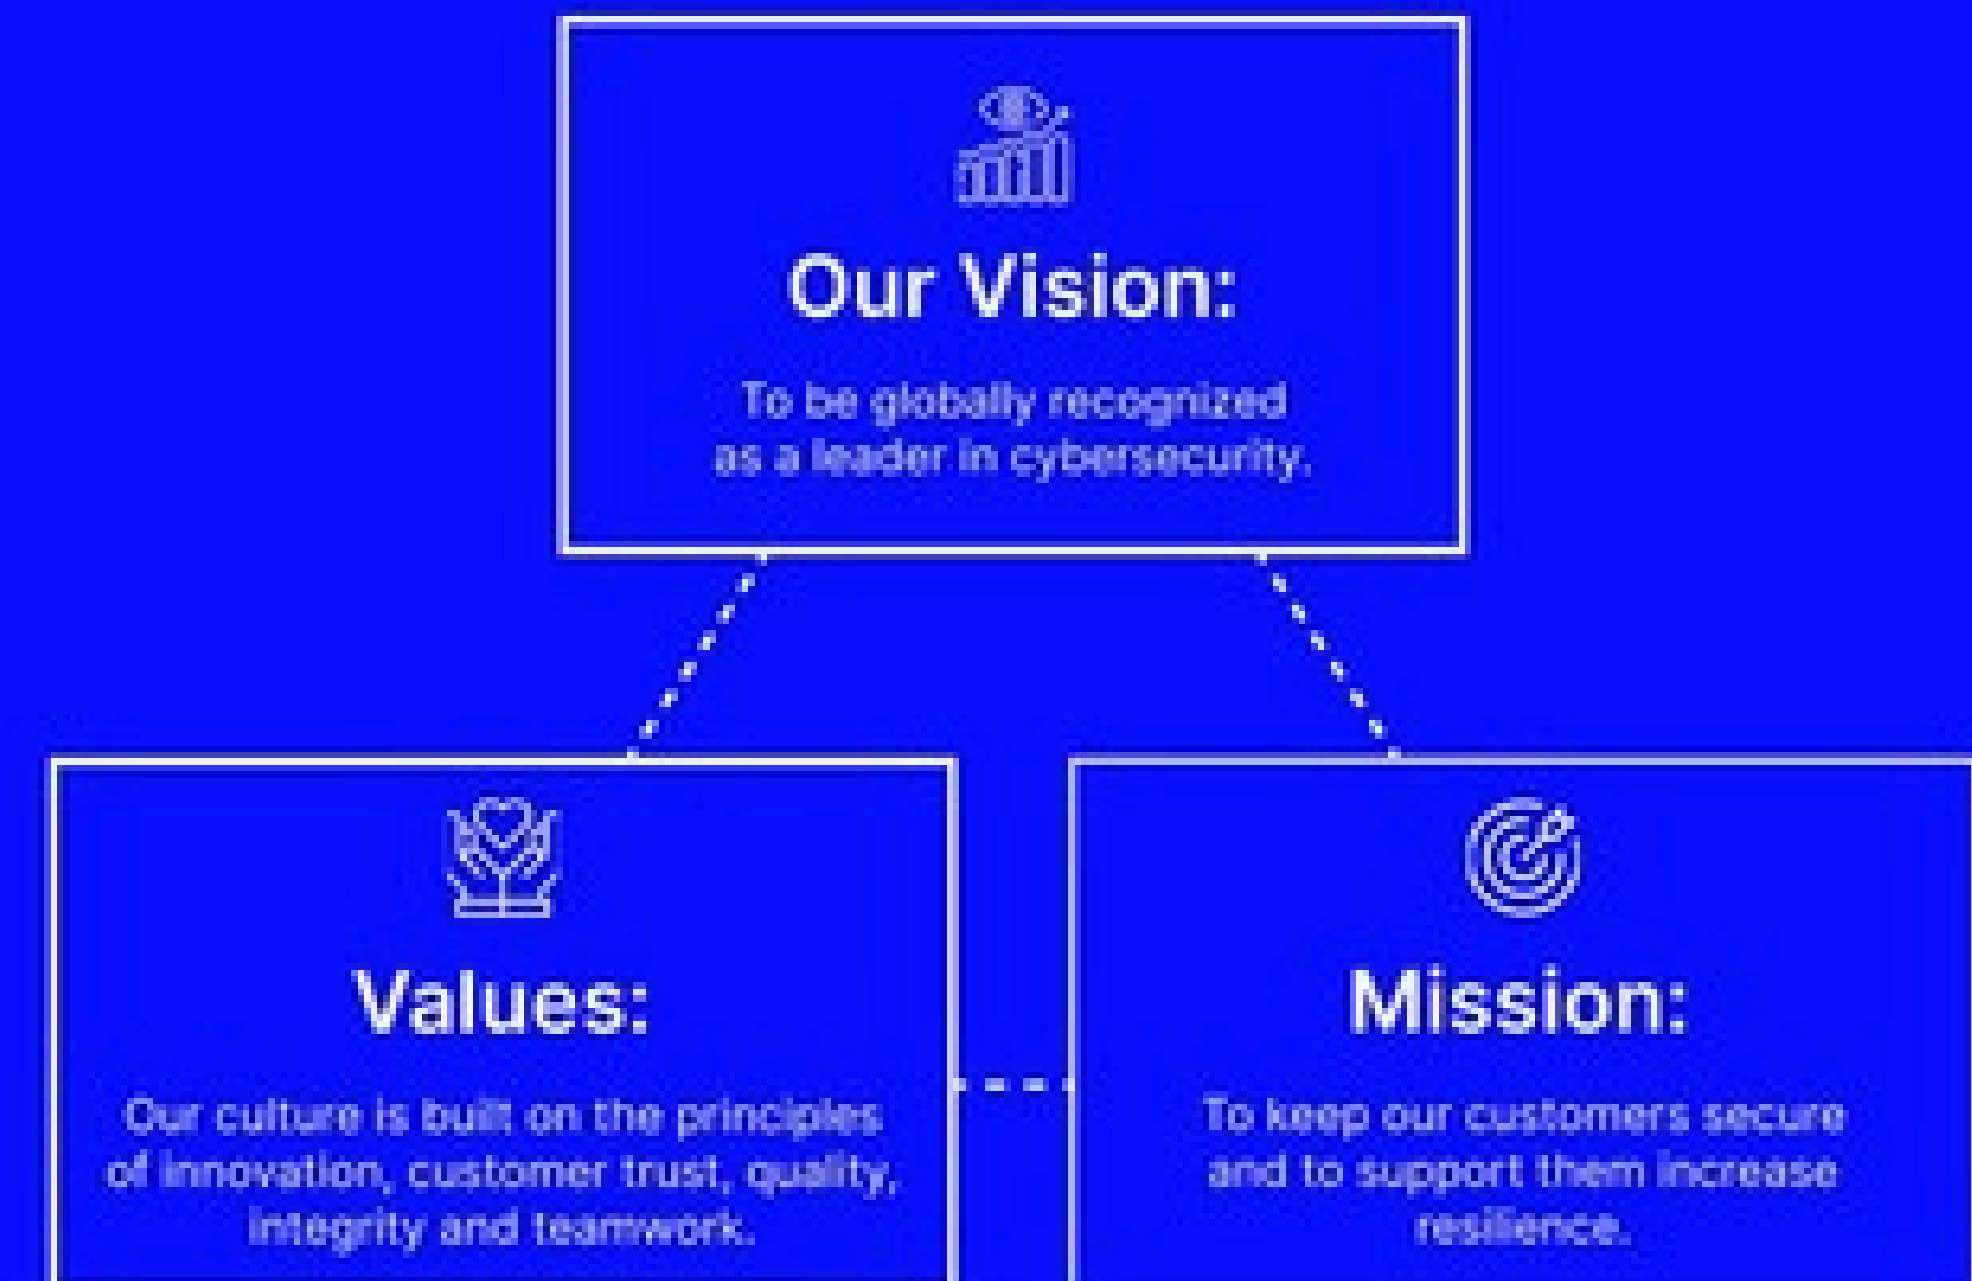 Our Vision:
To be globally recognized
as a leader in cybersecurity.
Values:
Our culture is built on the principles
of innovation, customer trust, quality,
integrity and teamwork.
Mission:
To keep our customers secure
and to support them increase
resilience.